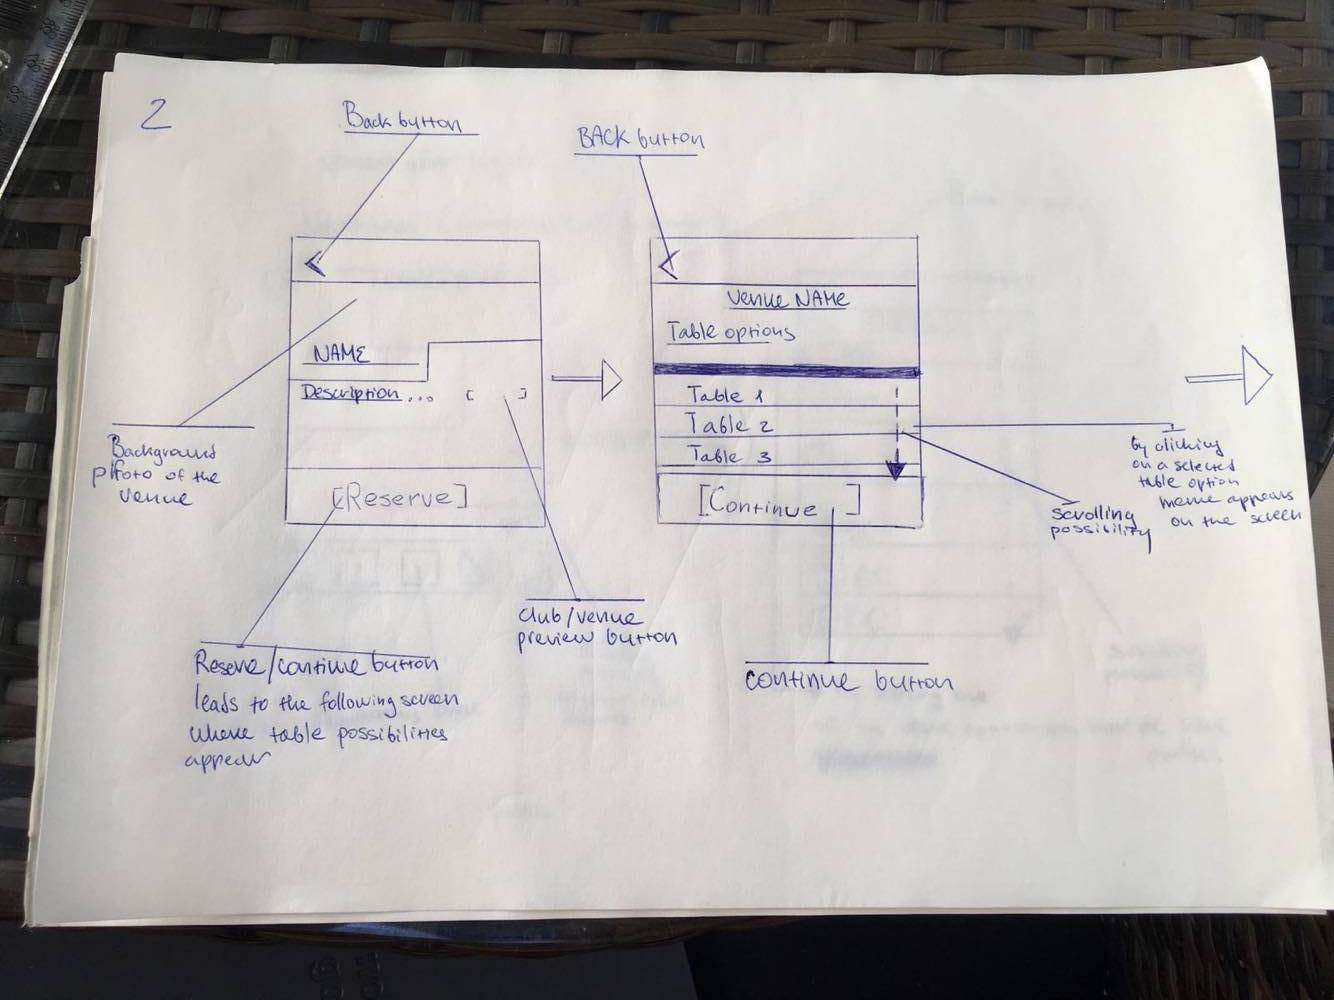 2
Back button
BACK button
NAME
Description...
[ ]
[Reserve]
Venue NAME
Table options
Table 1
Table 2
Table 3
[Continue ]
Background
photo of the
venue
by clicking
on a selected
table option
menue appears
on the screen
scrolling
possibility
club/venue
preview button
Reserve/continue button
leads to the following screen
where table possibilities
appear
continue button